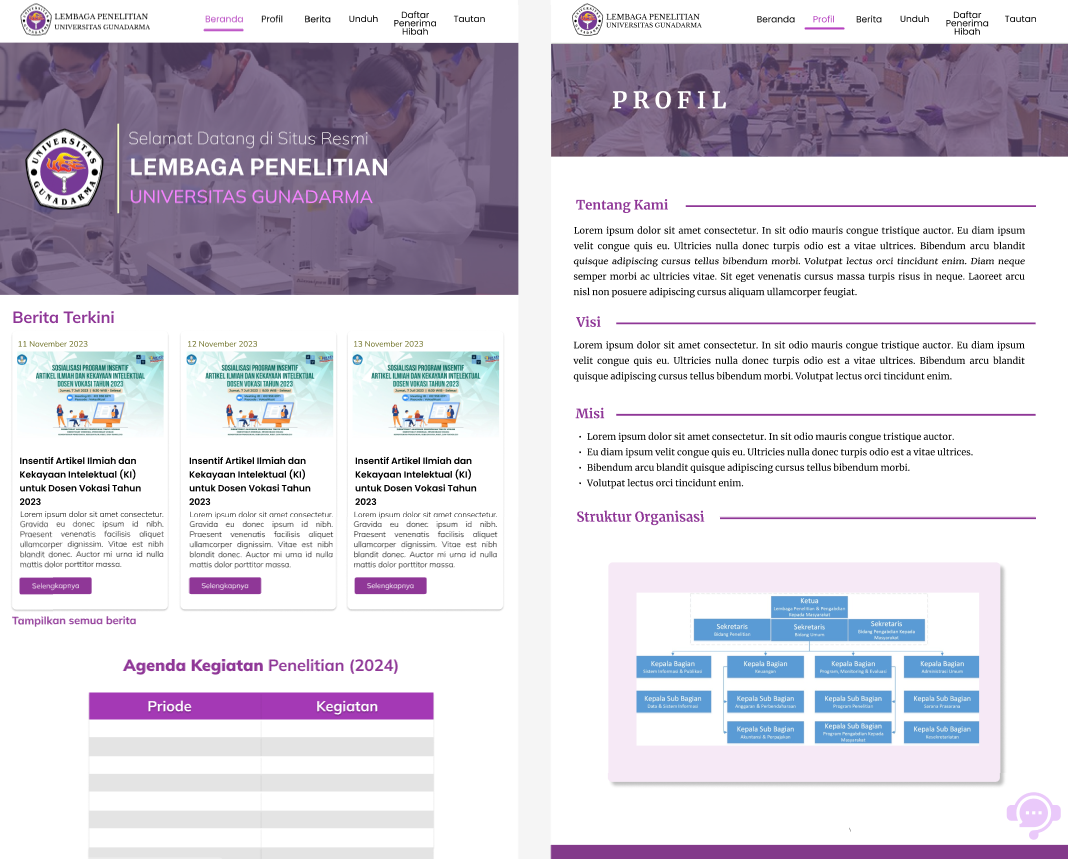 LEMBAGA PENELITIAN
UNIVERSITAS GUNADARMA
Beranda
Profil
Berita
Unduh
Daftar
Penerima
Hibah
Tautan
UNIVERSITAS GUNADARMA
Selamat Datang di Situs Resmi
LEMBAGA PENELITIAN
UNIVERSITAS GUNADARMA
Berita Terkini
11 November 2023
SOSIALISASI PROGRAM INSENTIF
ARTIKEL ILMIAH DAN KEKAYAAN INTELEKTUAL
DOSEN VOKASI TAHUN 2023
Insentif Artikel Ilmiah dan
Kekayaan Intelektual (KI)
untuk Dosen Vokasi Tahun
2023
Lorem ipsum dolor sit amet consectetur.
Gravida eu donec ipsum id nibh.
Praesent venenatis facilisis aliquet
ullamcorper dignissim. Vitae est nibh
blandit donec. Auctor mi urna id nulla
mattis dolor porttitor massa.
Selengkapnya
12 November 2023
SOSIALISASI PROGRAM INSENTIF
ARTIKEL ILMIAH DAN KEKAYAAN INTELEKTUAL
DOSEN VOKASI TAHUN 2023
Insentif Artikel Ilmiah dan
Kekayaan Intelektual (KI)
untuk Dosen Vokasi Tahun
2023
Lorem ipsum dolor sit amet consectetur.
Gravida eu donec ipsum id nibh.
Praesent venenatis facilisis aliquet
ullamcorper dignissim. Vitae est nibh
blandit donec. Auctor mi urna id nulla
mattis dolor porttitor massa.
Selengkapnya
13 November 2023
SOSIALISASI PROGRAM INSENTIF
ARTIKEL ILMIAH DAN KEKAYAAN INTELEKTUAL
DOSEN VOKASI TAHUN 2023
Insentif Artikel Ilmiah dan
Kekayaan Intelektual (KI)
untuk Dosen Vokasi Tahun
2023
Lorem ipsum dolor sit amet consectetur.
Gravida eu donec ipsum id nibh.
Praesent venenatis facilisis aliquet
ullamcorper dignissim. Vitae est nibh
blandit donec. Auctor mi urna id nulla
mattis dolor porttitor massa.
Selengkapnya
Tampilkan semua berita
Agenda Kegiatan Penelitian (2024)
Priode
Kegiatan
LEMBAGA PENELITIAN
UNIVERSITAS GUNADARMA
Beranda
Profil
Berita
Unduh
Daftar
Penerima
Hibah
Tautan
PROFIL
Tentang Kami
Lorem ipsum dolor sit amet consectetur. In sit odio mauris congue tristique auctor. Eu diam ipsum
velit congue quis eu. Ultricies nulla donec turpis odio est a vitae ultrices. Bibendum arcu blandit
quisque adipiscing cursus tellus bibendum morbi. Volutpat lectus orci tincidunt enim. Diam neque
semper morbi ac ultricies vitae. Sit eget venenatis cursus massa turpis risus in neque. Laoreet arcu
nisl non posuere adipiscing cursus aliquam ullamcorper feugiat.
Visi
Lorem ipsum dolor sit amet consectetur. In sit odio mauris congue tristique auctor. Eu diam ipsum
velit congue quis eu. Ultricies nulla donec turpis odio est a vitae ultrices. Bibendum arcu blandit
quisque adipiscing cursus tellus bibendum morbi. Volutpat lectus orci tincidunt enim.
Misi
• Lorem ipsum dolor sit amet consectetur. In sit odio mauris congue tristique auctor.
• Eu diam ipsum velit congue quis eu. Ultricies nulla donec turpis odio est a vitae ultrices.
• Bibendum arcu blandit quisque adipiscing cursus tellus bibendum morbi.
• Volutpat lectus orci tincidunt enim.
Struktur Organisasi
Ketua
Lembaga Penelitian & Pengabdian
Kepada Masyarakat
Sekretaris
Bidang Penelitian
Sekretaris
Bidang Umum
Sekretaris
Bidang Pengabdian Kepada
Masyarakat
Kepala Bagian
Sistem Informasi & Publikasi
Kepala Bagian
Keuangan
Kepala Bagian
Program, Monitoring & Evaluasi
Kepala Bagian
Administrasi Umum
Kepala Sub Bagian
Data & Sistem Informasi
Kepala Sub Bagian
Anggaran & Perbendaharaan
Kepala Sub Bagian
Program Penelitian
Kepala Sub Bagian
Sarana Prasarana
Kepala Sub Bagian
Akuntansi & Perpajakan
Kepala Sub Bagian
Program Pengabdian Kepada
Masyarakat
Kepala Sub Bagian
Kesekretariatan
\